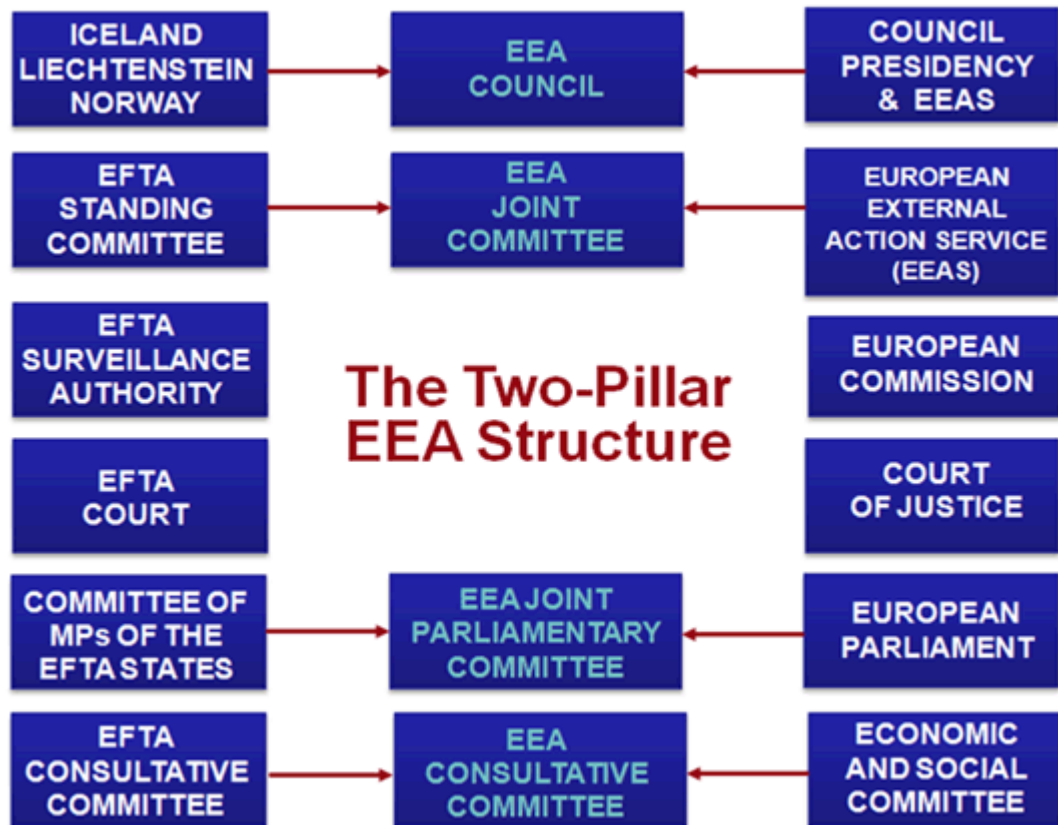 ICELAND
LIECHTENSTEIN
NORWAY
EEA
COUNCIL
COUNCIL
PRESIDENCY
& EEAS
EFTA
STANDING
COMMITTEE
EEA
JOINT
COMMITTEE
EUROPEAN
EXTERNAL
ACTION SERVICE
(EEAS)
EFTA
SURVEILLANCE
AUTHORITY
The Two-Pillar
EEA Structure
EUROPEAN
COMMISSION
EFTA
COURT
COURT
OF JUSTICE
COMMITTEE OF
MPs OF THE
EFTA STATES
EEA JOINT
PARLIAMENTARY
COMMITTEE
EUROPEAN
PARLIAMENT
EFTA
CONSULTATIVE
COMMITTEE
EEA
CONSULTATIVE
COMMITTEE
ECONOMIC
AND SOCIAL
COMMITTEE